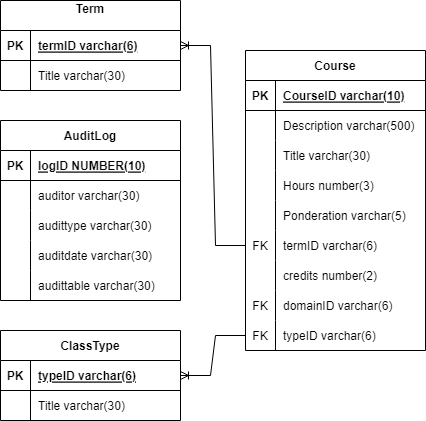 Term
PK termID varchar(6)
Title varchar(30)
AuditLog
PK logID NUMBER(10)
auditor varchar(30)
audittype varchar(30)
auditdate varchar(30)
audittable varchar(30)
ClassType
PK typeID varchar(6)
Title varchar(30)
Course
PK CourseID varchar(10)
Description varchar(500)
Title varchar(30)
Hours number(3)
Ponderation varchar(5)
FK termID varchar(6)
credits number(2)
FK domainID varchar(6)
FK typeID varchar(6)